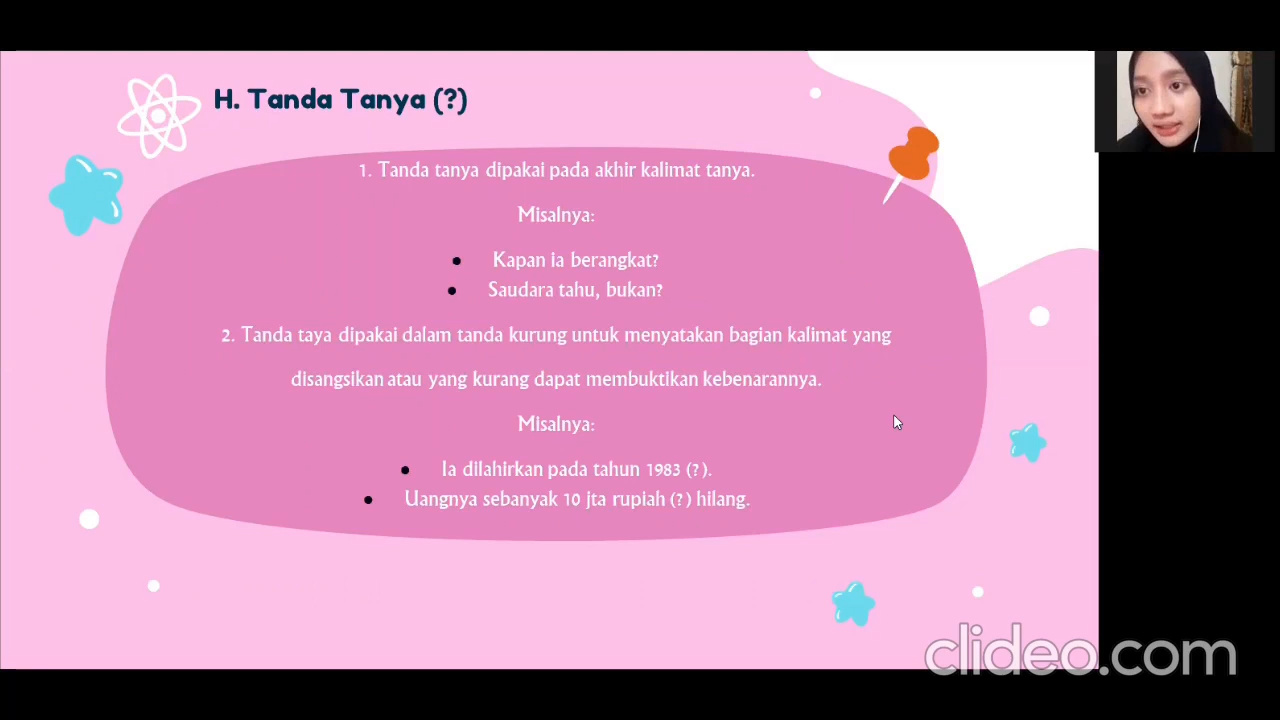 H. Tanda Tanya (?)
1. Tanda tanya dipakai pada akhir kalimat tanya.
Misalnya:
• Kapan ia berangkat?
• Saudara tahu, bukan?
2. Tanda taya dipakai dalam tanda kurung untuk menyatakan bagian kalimat yang
disangsikan atau yang kurang dapat membuktikan kebenarannya.
Misalnya:
• Ia dilahirkan pada tahun 1983 (?).
• Uangnya sebanyak 10 jta rupiah (?) hilang.
clideo.com